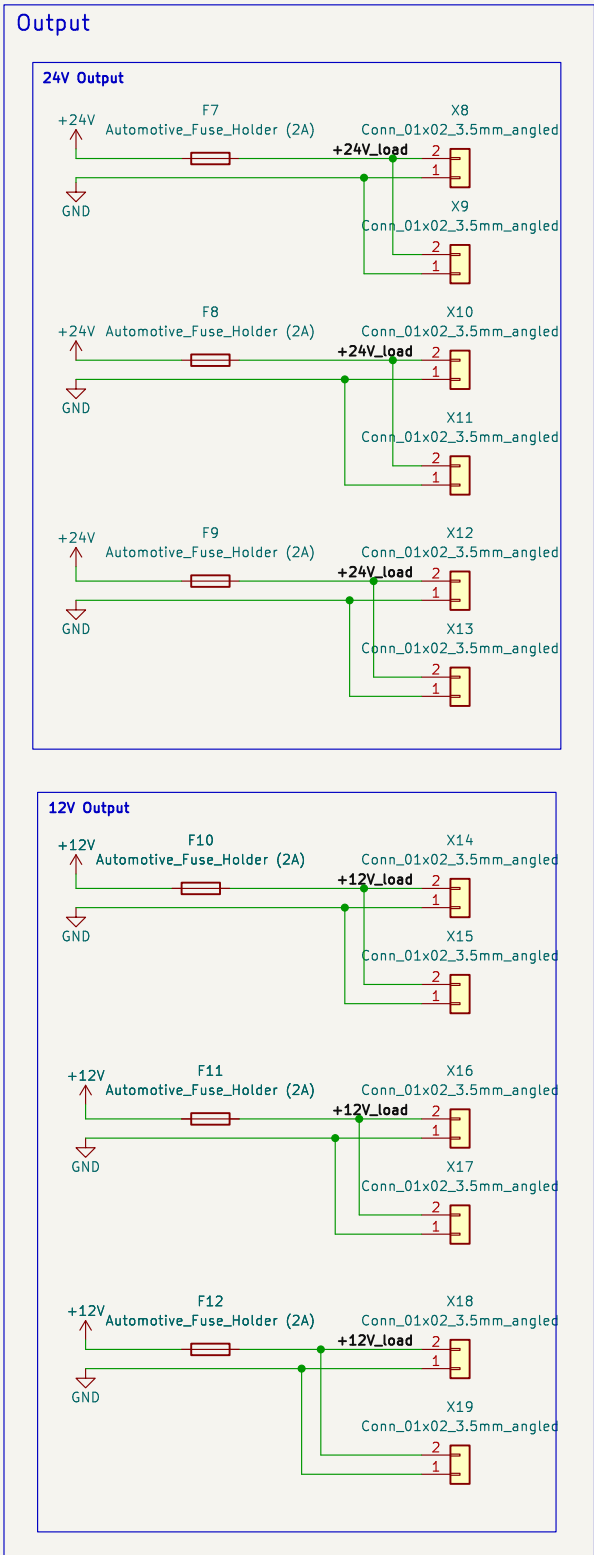 Output
24V Output
F7
X8
+24V
Automotive_Fuse_Holder (2A)
Conn_01x02_3.5mm_angled
+24V_load
2
1
GND
X9
Conn_01x02_3.5mm_angled
2
1
F8
X10
+24V
Automotive_Fuse_Holder (2A)
Conn_01x02_3.5mm_angled
+24V_load
2
1
GND
X11
Conn_01x02_3.5mm_angled
2
1
F9
X12
+24V
Automotive_Fuse_Holder (2A)
Conn_01x02_3.5mm_angled
+24V_load
2
1
GND
X13
Conn_01x02_3.5mm_angled
2
1
12V Output
F10
X14
+12V
Automotive_Fuse_Holder (2A)
Conn_01x02_3.5mm_angled
+12V_load
2
1
GND
X15
Conn_01x02_3.5mm_angled
2
1
F11
X16
+12V
Automotive_Fuse_Holder (2A)
Conn_01x02_3.5mm_angled
+12V_load
2
1
GND
X17
Conn_01x02_3.5mm_angled
2
1
F12
X18
+12V
Automotive_Fuse_Holder (2A)
Conn_01x02_3.5mm_angled
+12V_load
2
1
GND
X19
Conn_01x02_3.5mm_angled
2
1